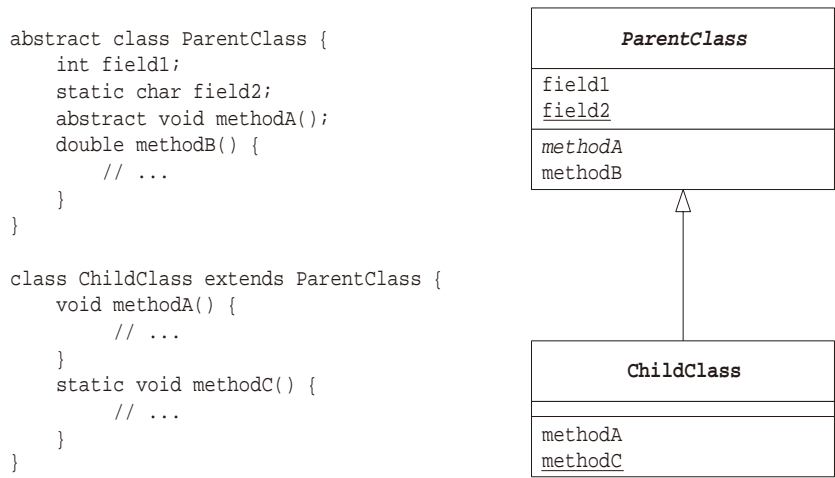 abstract class ParentClass {
    int field1;
    static char field2;
    abstract void methodA();
    double methodB() {
        // ...
    }
}
class ChildClass extends ParentClass {
    void methodA() {
        // ...
    }
    static void methodC() {
        // ...
    }
}
ParentClass
field1
field2
methodA
methodB
ChildClass
methodA
methodC